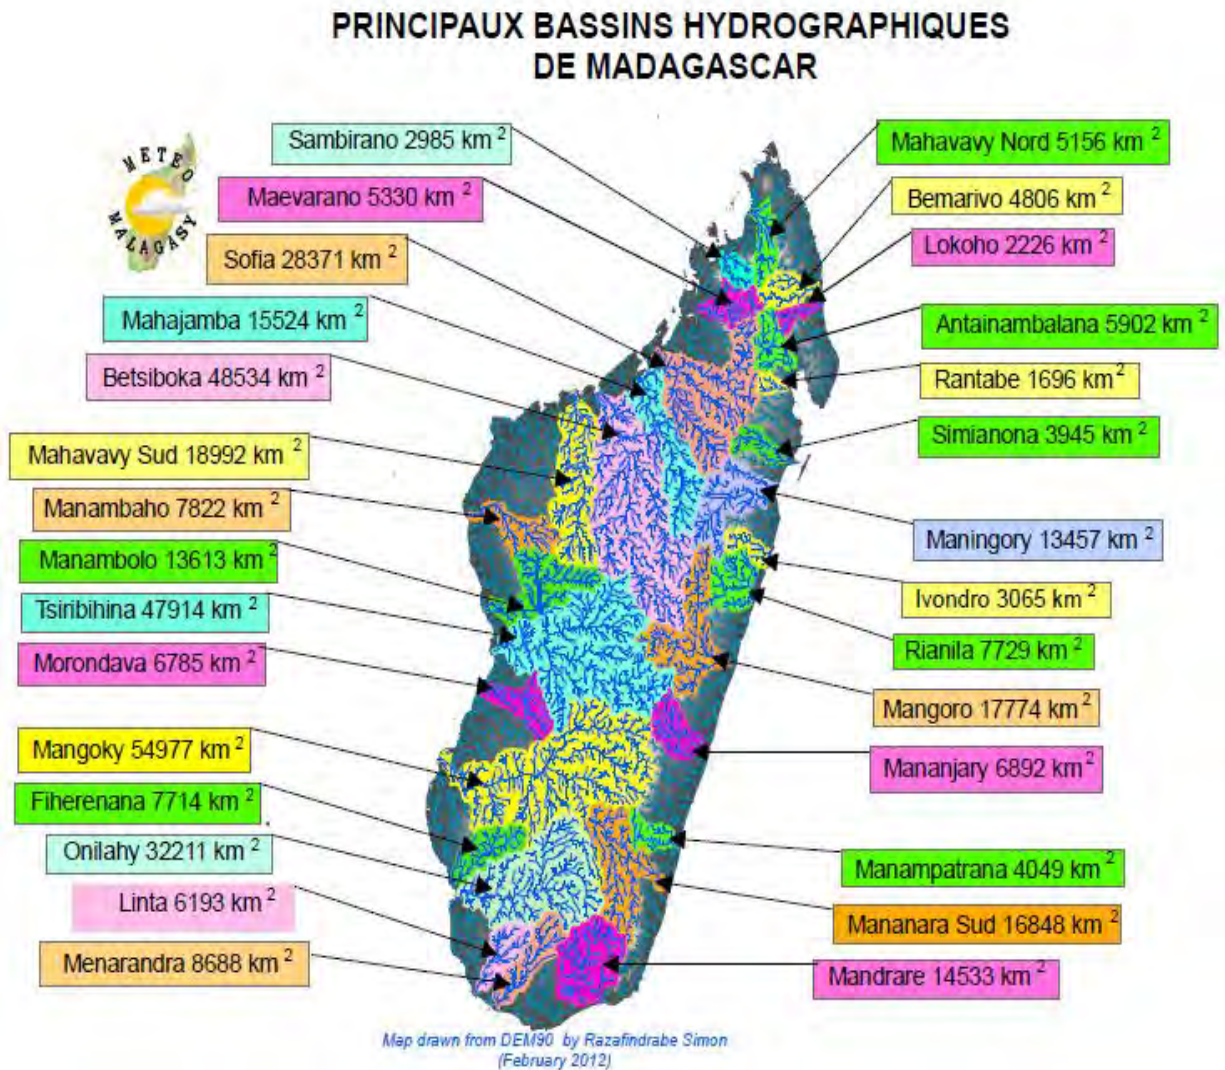 PRINCIPAUX BASSINS HYDROGRAPHIQUES
DE MADAGASCAR
METEO
MALAGASY
Sambirano 2985 km 2
Maevarano 5330 km 2
Sofia 28371 km 2
Mahajamba 15524 km 2
Betsiboka 48534 km 2
Mahavavy Sud 18992 km 2
Manambaho 7822 km 2
Manambolo 13613 km 2
Tsiribihina 47914 km 2
Morondava 6785 km 2
Mangoky 54977 km 2
Fiherenana 7714 km 2
Onilahy 32211 km 2
Linta 6193 km 2
Menarandra 8688 km 2
Mahavavy Nord 5156 km 2
Bemarivo 4806 km 2
Lokoho 2226 km 2
Antainambalana 5902 km 2
Rantabe 1696 km2
Simianona 3945 km 2
Maningory 13457 km 2
Ivondro 3065 km 2
Rianila 7729 km 2
Mangoro 17774 km 2
Mananjary 6892 km2
Manampatrana 4049 km 2
Mananara Sud 16848 km 2
Mandrare 14533 km 2
Map drawn from DEM90 by Razafindrabe Simon
(February 2012)